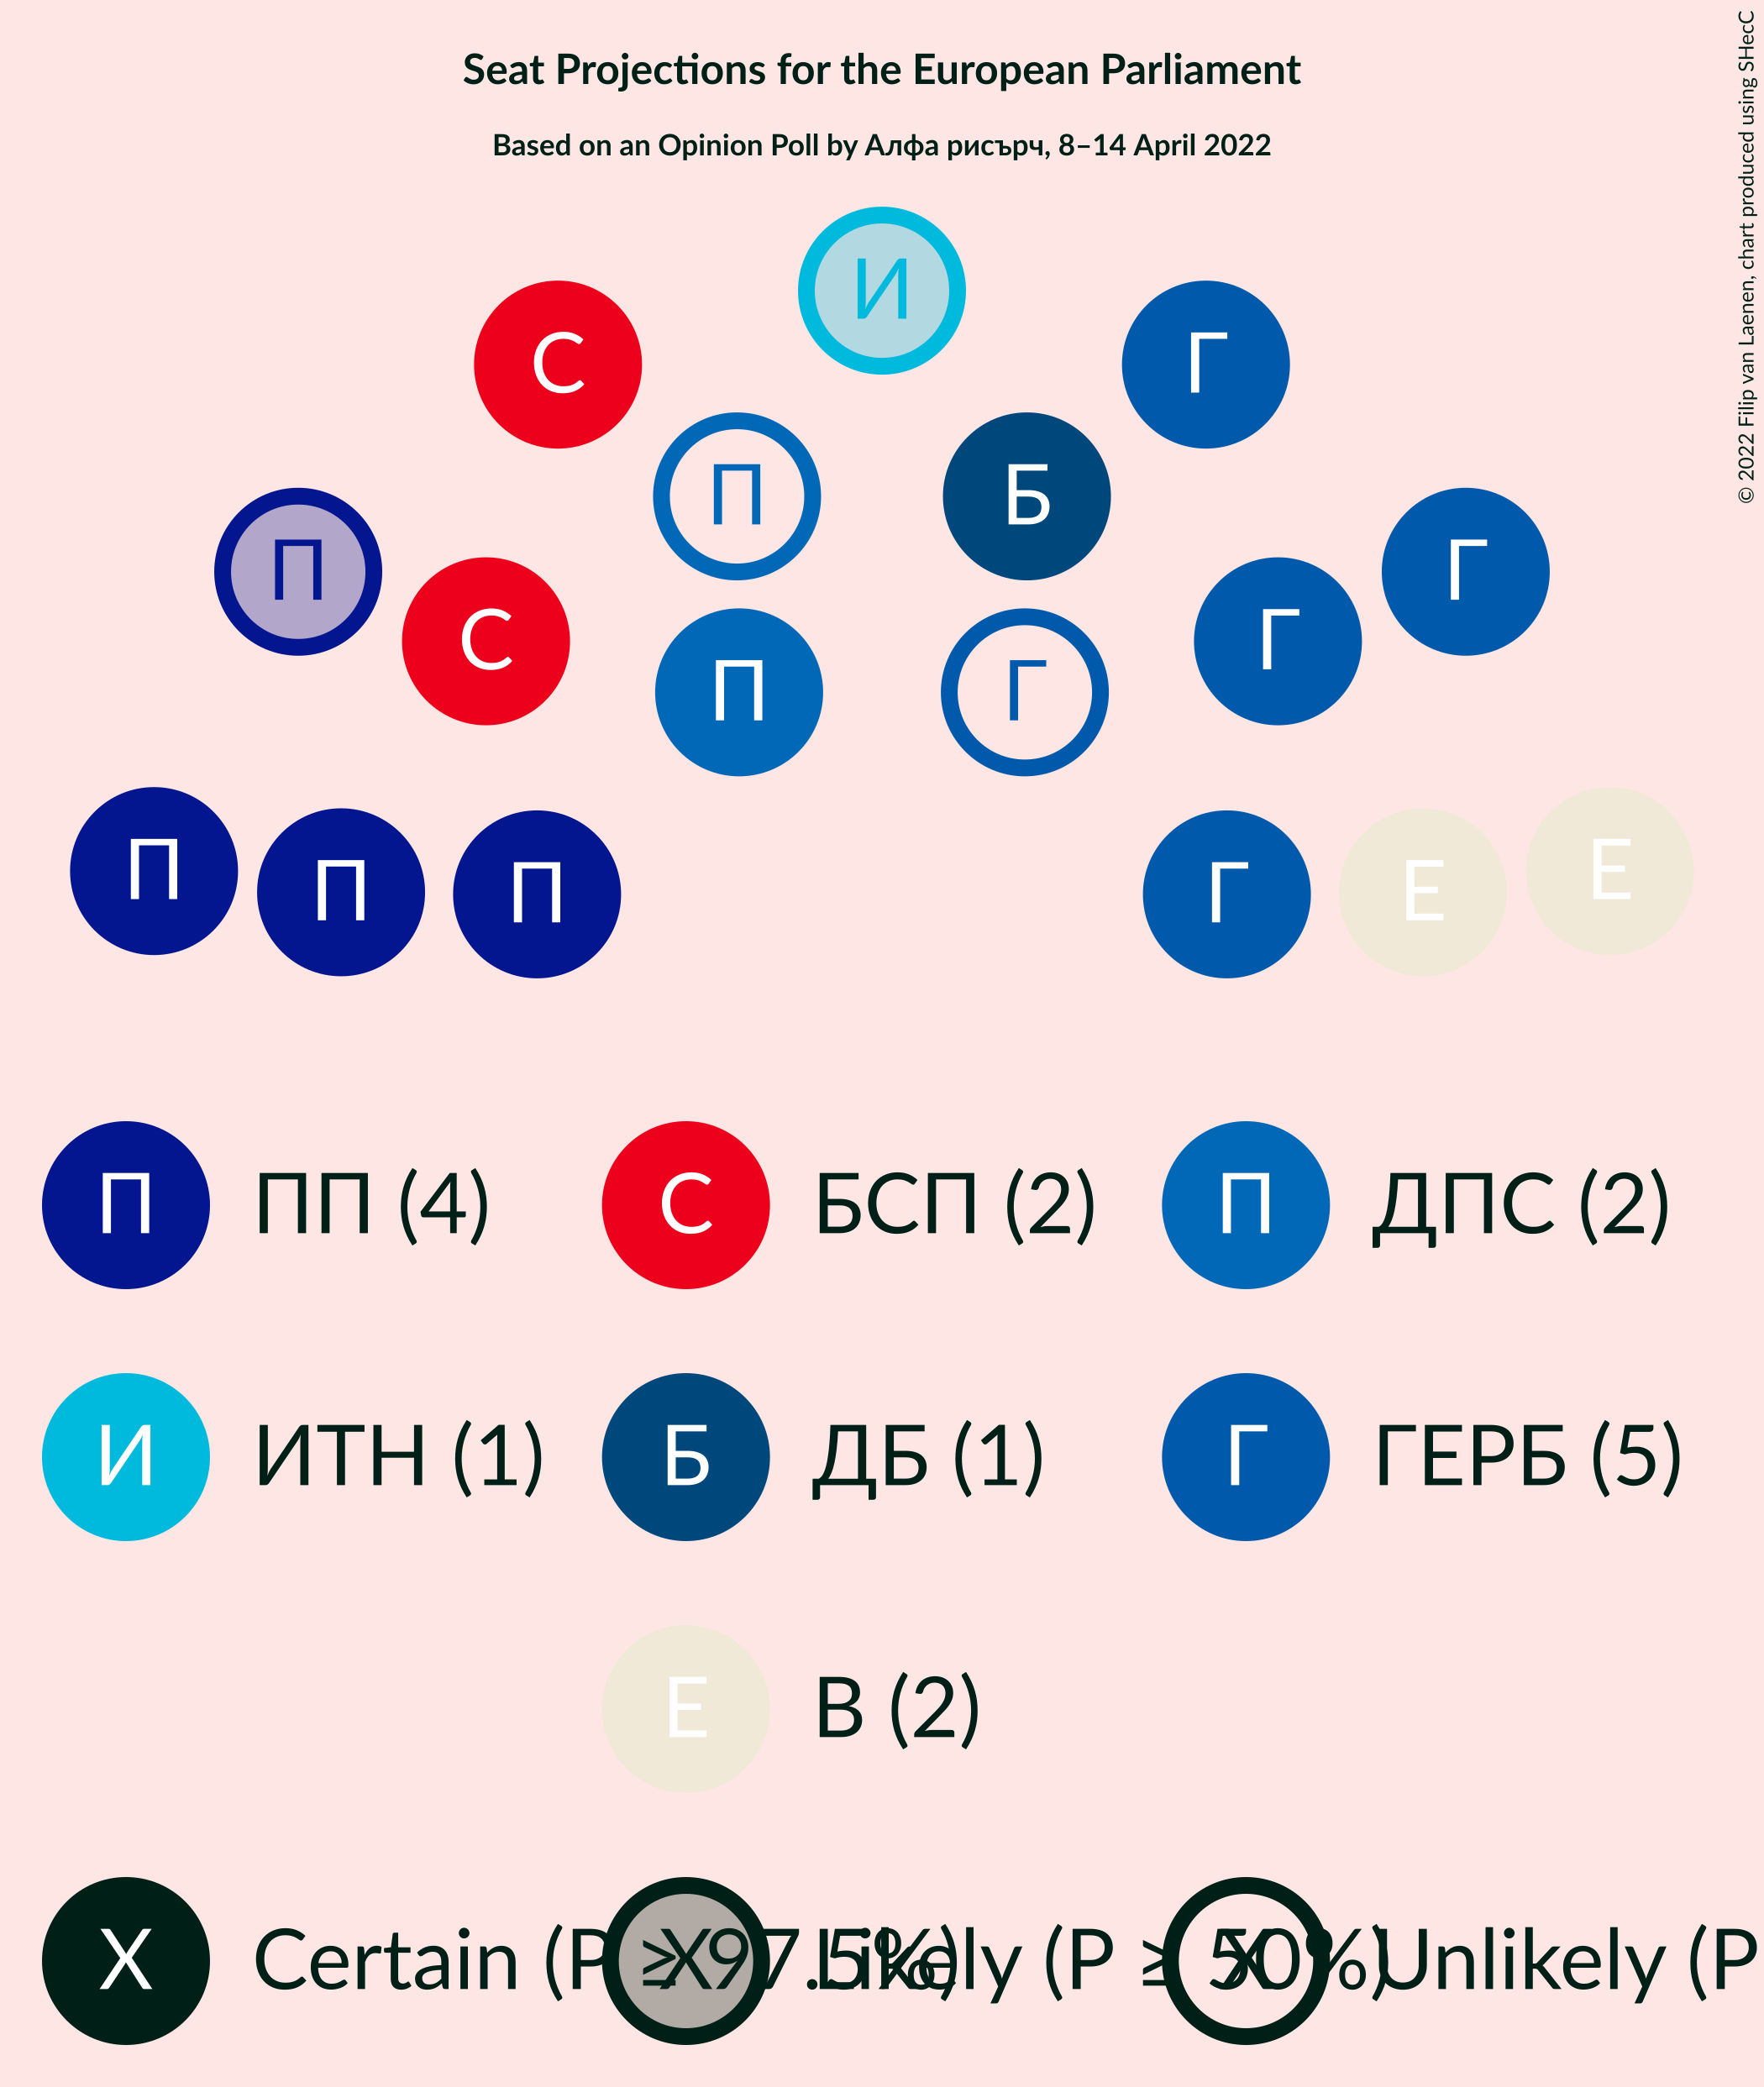 Seat Projections for the European Parliament
Based on an Opinion Poll by Алфа рисърч, 8–14 April 2022
© 2022 Filip van Laenen, chart produced using SHecC
И
С Г
П Б
П Г
С Г
П Г
П П П Г Е Е
П ПП (4) С БСП (2) П ДПС (2)
И ИТН (1) Б ДБ (1) Г ГЕРБ (5)
Е В (2)
X Certain (P ≥ 97.5%) X Likely (P ≥ 50%) X Unlikely (P